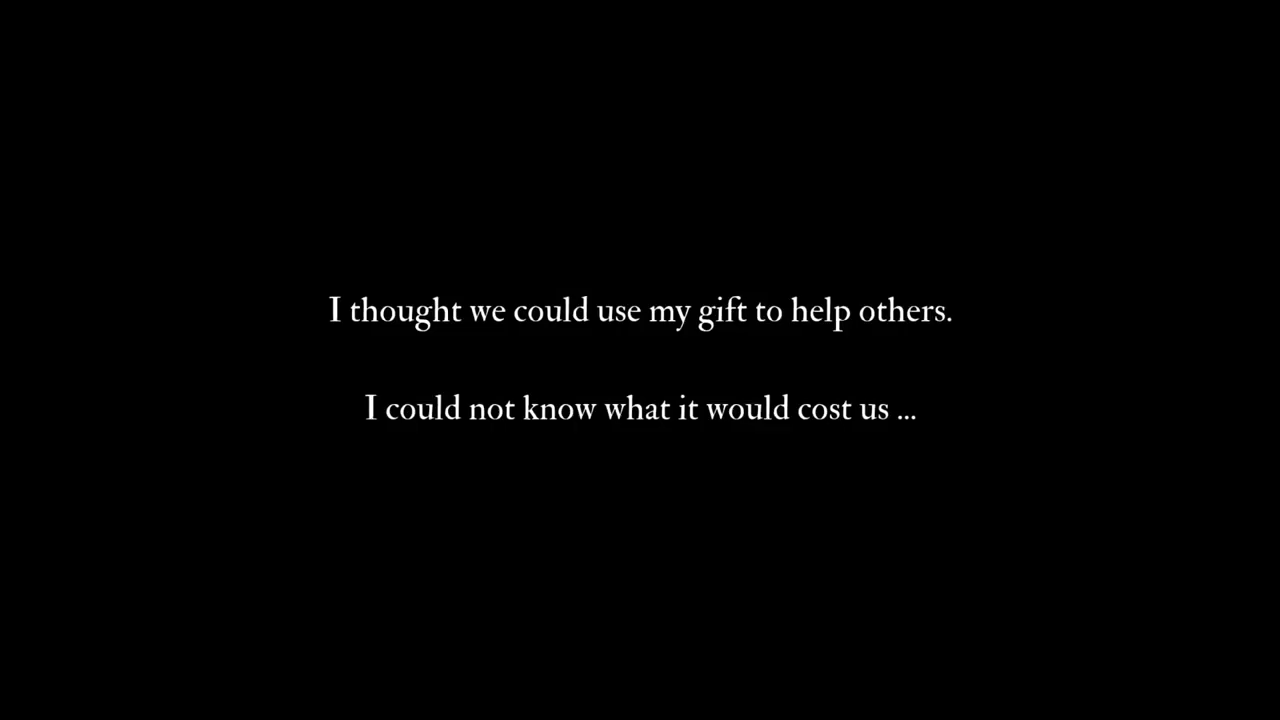 I thought we could use my gift to help others.
I could not know what it would cost us ...